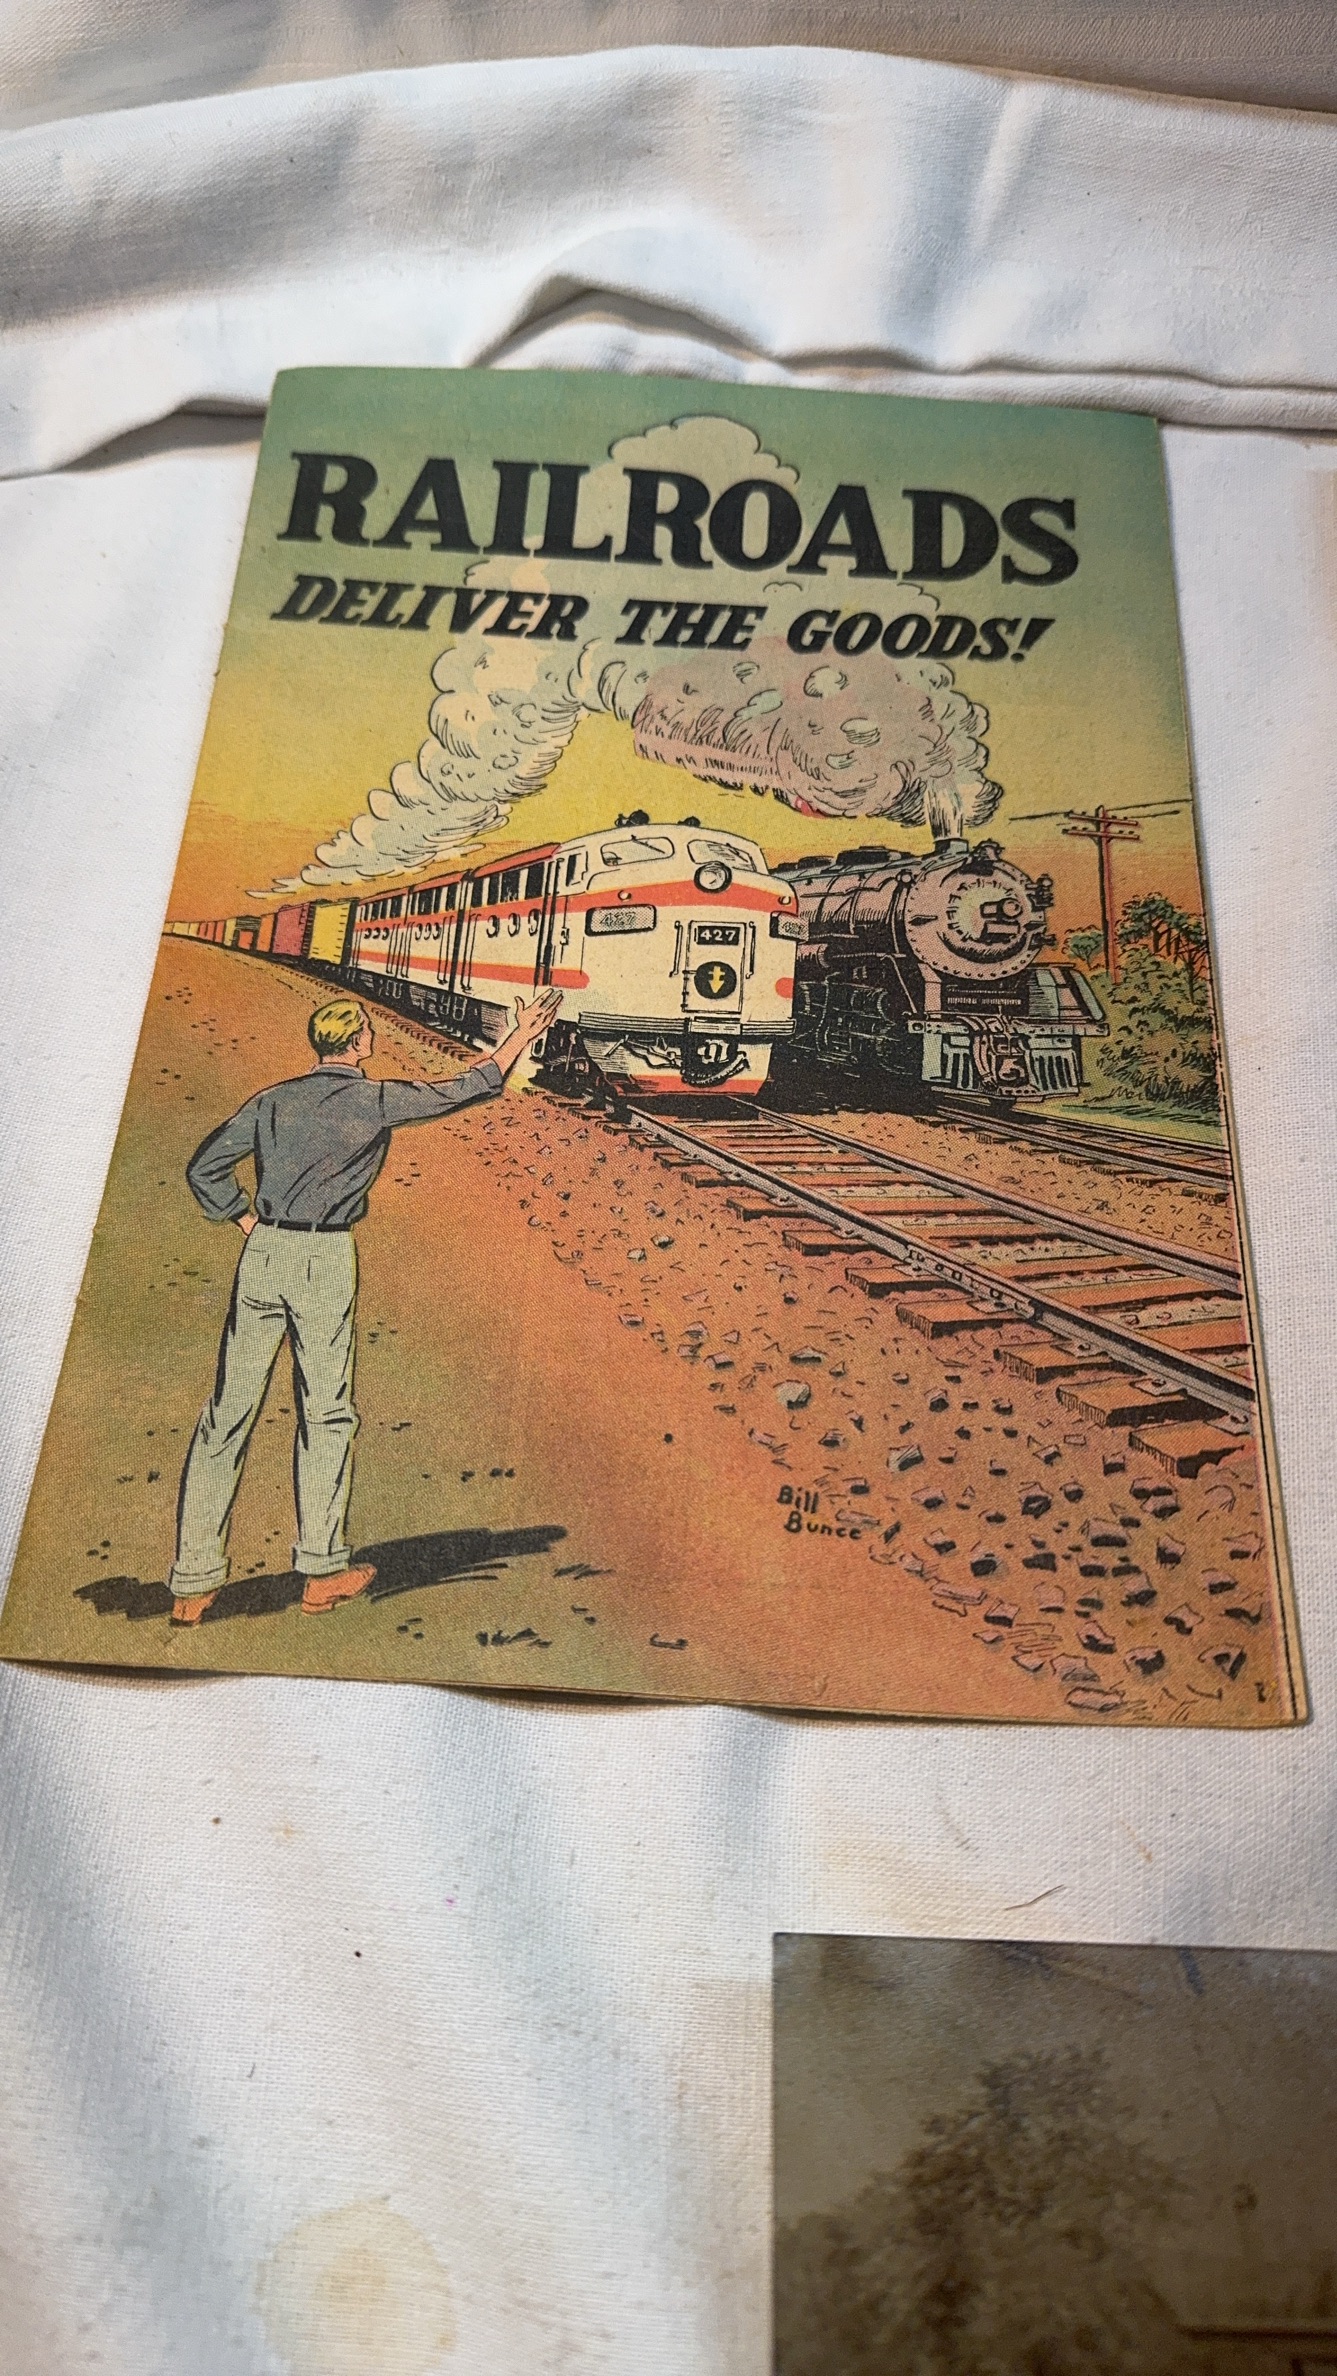 RAILROADS
DELIVER THE GOODS!
427
427
Bill
Bunce